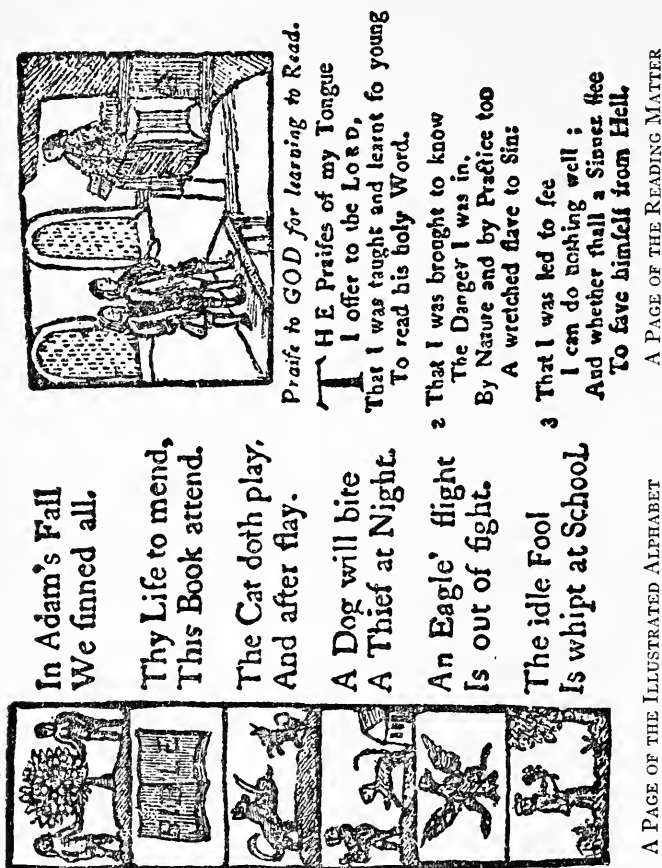 In Adam's Fall
We ſinned all.
Thy Life to mend,
This Book attend.
The Cat doth play,
And after ſlay.
A Dog will bite
A Thief at Night.
An Eagle' flight
Is out of ſight.
The idle Fool
Is whipt at School
A PAGE OF THE ILLUSTRATED ALPHABET
Praiſe to GOD for learning to Read.
THE Praiſes of my Tongue
I offer to the LORD,
That I was taught and learnt ſo young
To read his holy Word.
2 That I was brought to know
The Danger I was in,
By Nature and by Practice too
A wretched ſlave to Sin:
3 That I was led to ſee
I can do nothing well ;
And whether ſhall a Sinner flee
To ſave himſelf from Hell.
A PAGE OF THE READING MATTER